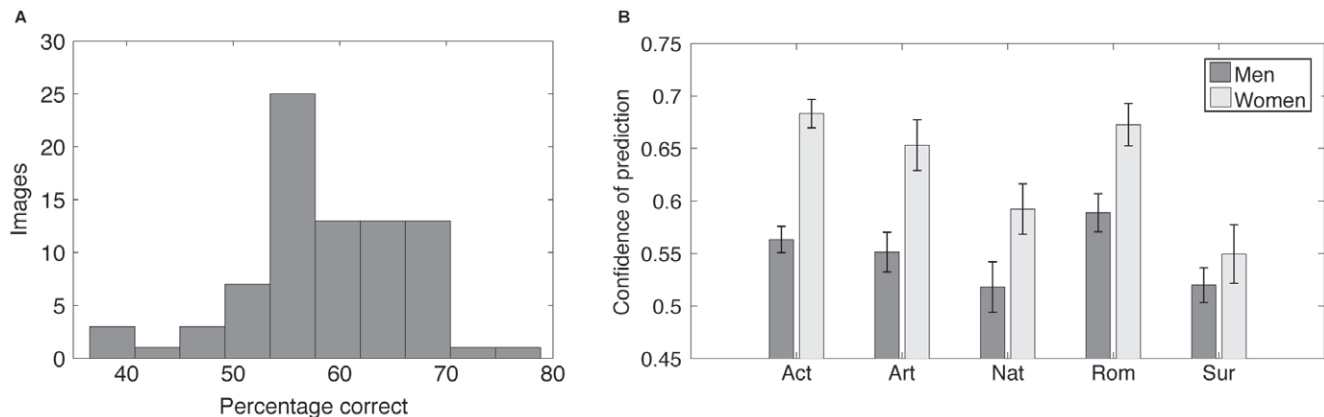 A
30
25
20
15
10
5
0
Images
40 50 60 70 80
Percentage correct
B
0.75
0.7
0.65
0.6
0.55
0.5
0.45
Confidence of prediction
Men
Women
Act Art Nat Rom Sur